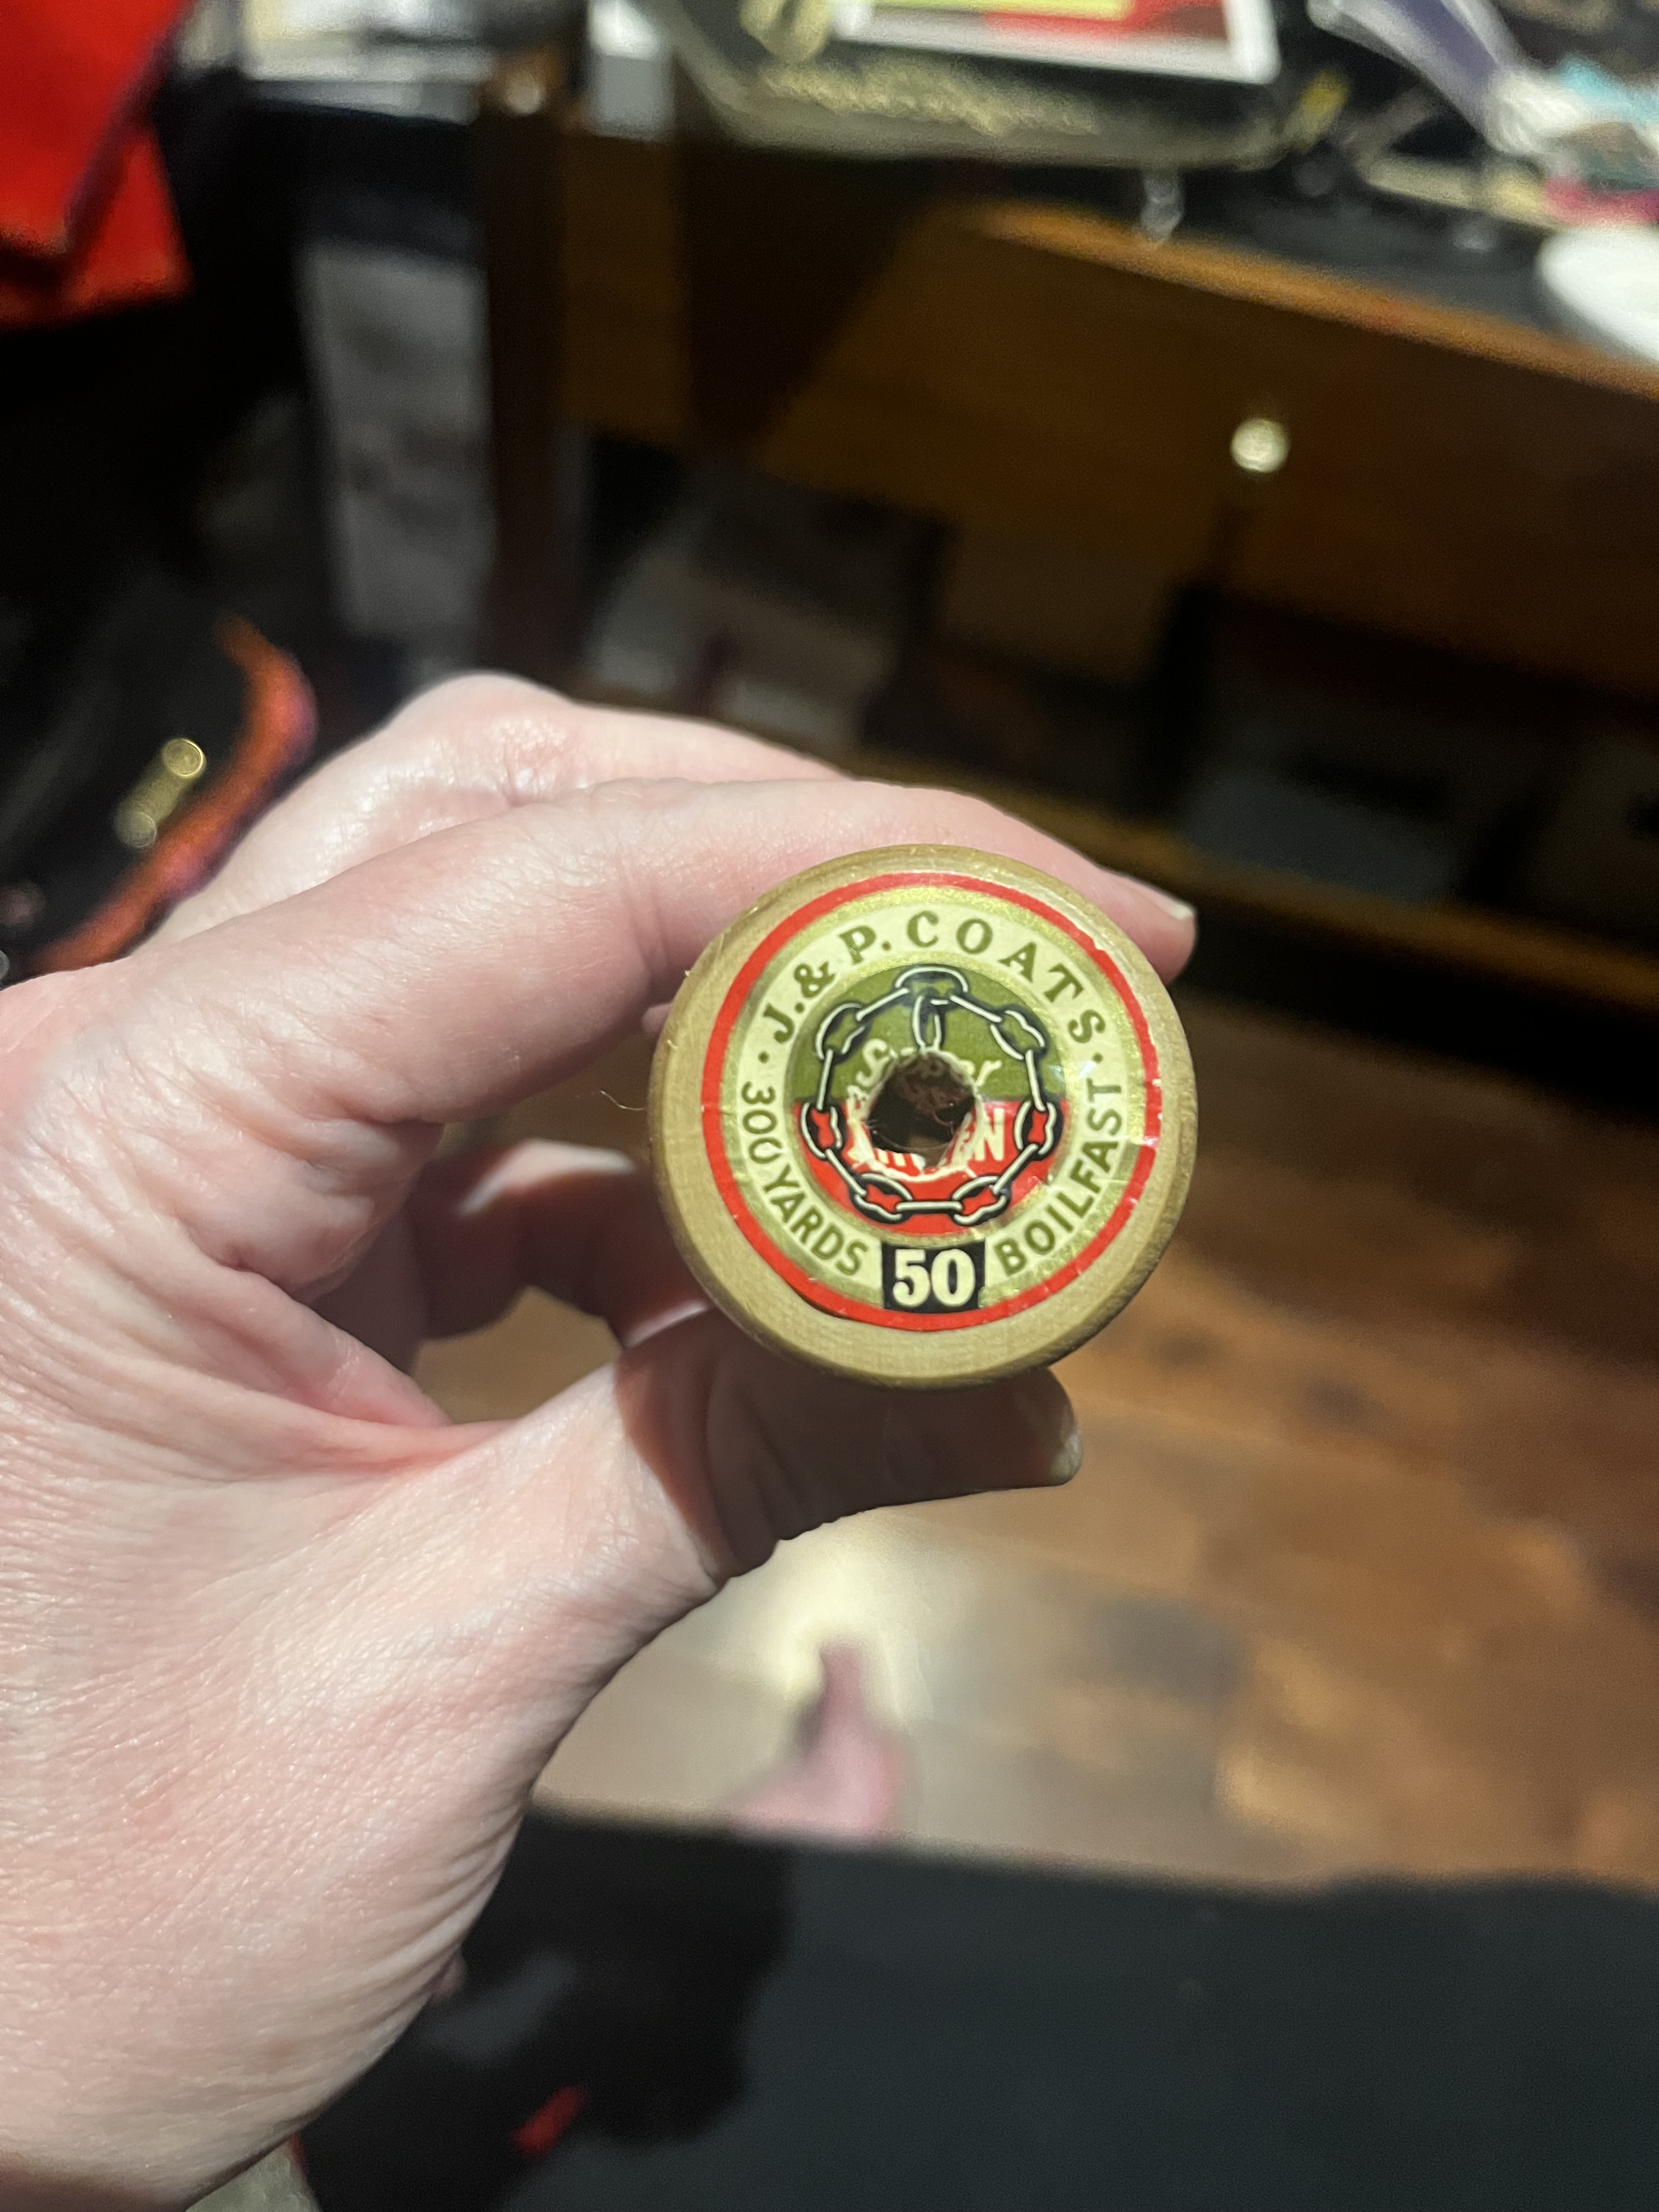 ·J.&P.COATS·
300 YARDS
50
BOILFAST